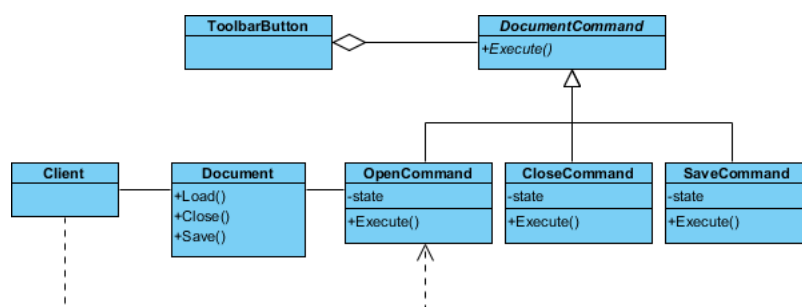 ToolbarButton
DocumentCommand
+Execute()
Client
Document
+Load()
+Close()
+Save()
OpenCommand
-state
+Execute()
CloseCommand
-state
+Execute()
SaveCommand
-state
+Execute()